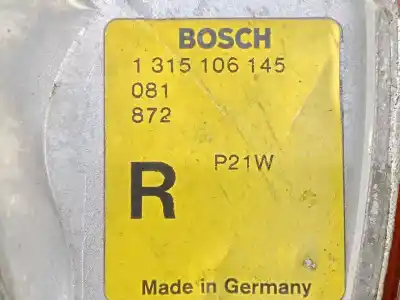 BOSCH
1 315 106 145
081
872
R P21W
Made in Germany